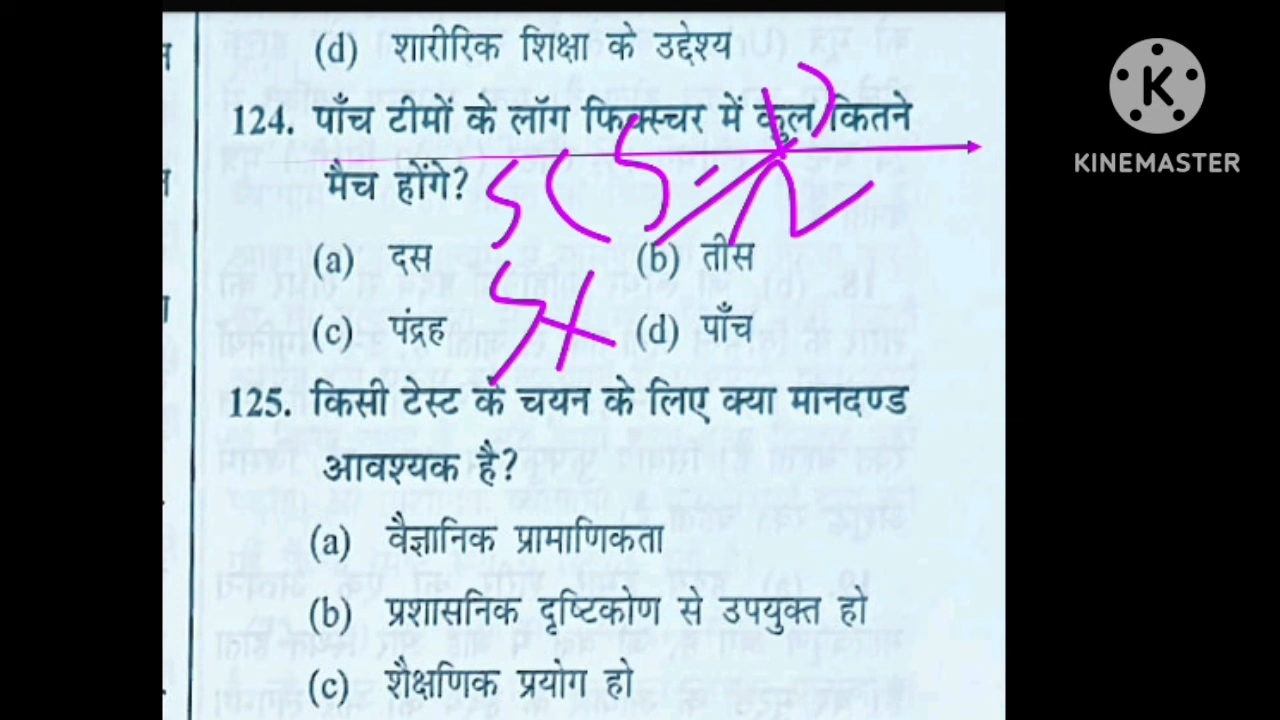 (d) शारीरिक शिक्षा के उद्देश्य
124. पाँच टीमों के लॉग फिक्स्चर में कुल कितने
मैच होंगे?
(a) दस
(b) तीस
(c) पंद्रह
(d) पाँच
125. किसी टेस्ट के चयन के लिए क्या मानदण्ड
आवश्यक है?
(a) वैज्ञानिक प्रामाणिकता
(b) प्रशासनिक दृष्टिकोण से उपयुक्त हो
(c) शैक्षणिक प्रयोग हो
K
KINEMASTER